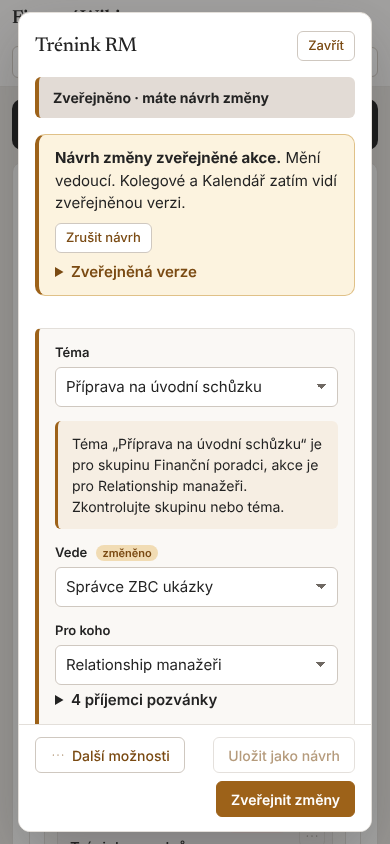 Trénink RM
Zavřít
Zveřejněno · máte návrh změny
Návrh změny zveřejněné akce. Mění
vedoucí. Kolegové a Kalendář zatím vidí
zveřejněnou verzi.
Zrušit návrh
Zveřejněná verze
Téma
Příprava na úvodní schůzku
Téma „Příprava na úvodní schůzku“ je
pro skupinu Finanční poradci, akce je
pro Relationship manažeři.
Zkontrolujte skupinu nebo téma.
Vede změněno
Správce ZBC ukázky
Pro koho
Relationship manažeři
4 příjemci pozvánky
··· Další možnosti
Uložit jako návrh
Zveřejnit změny